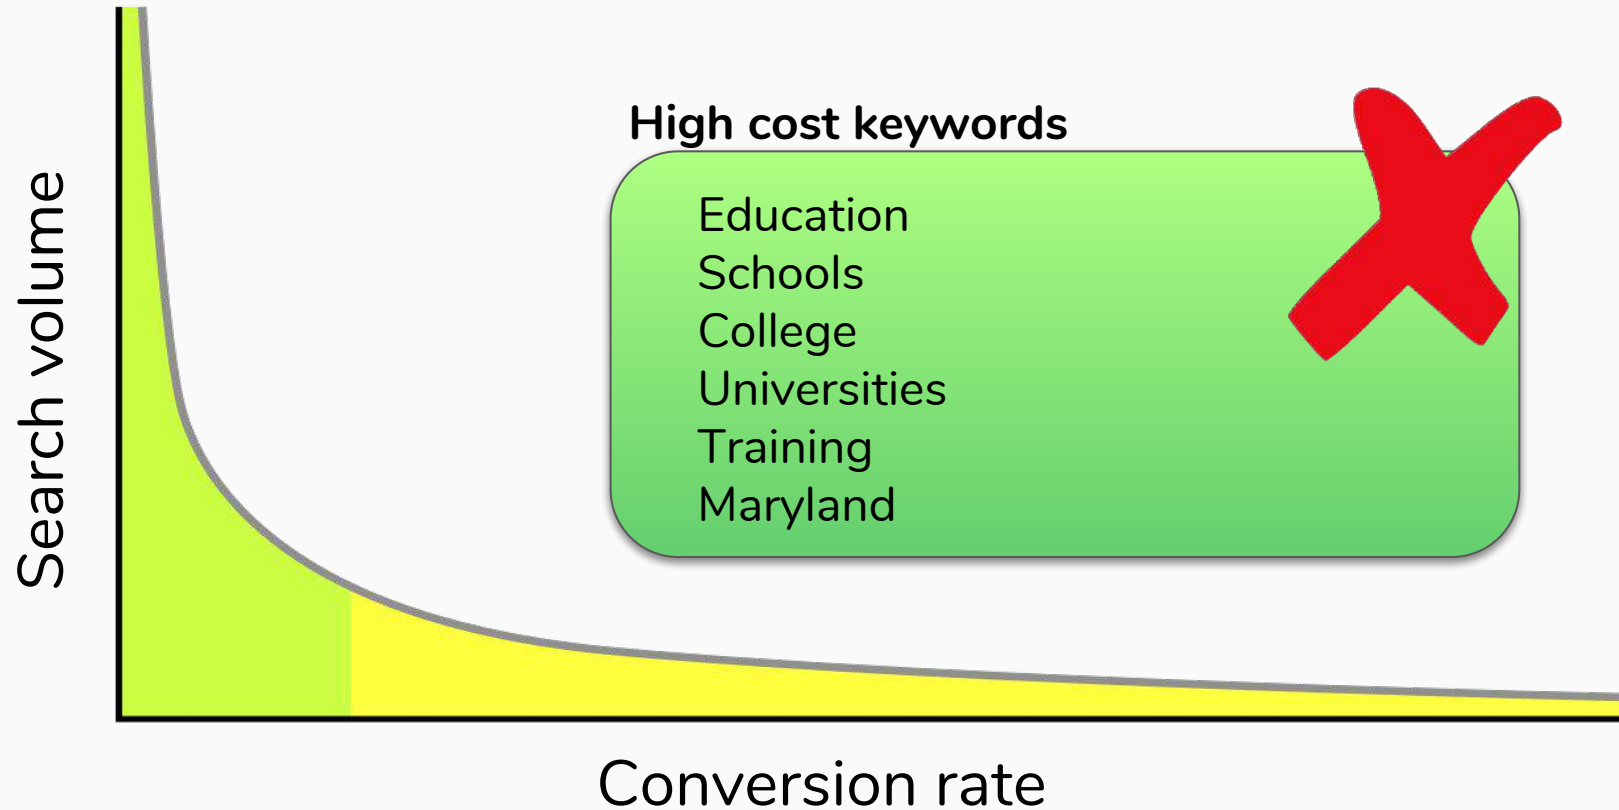 Search volume
High cost keywords
Education
Schools
College
Universities
Training
Maryland
Conversion rate